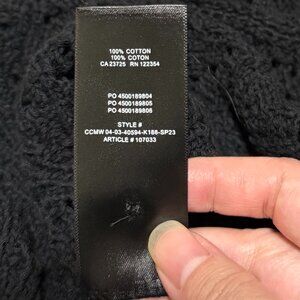 100% COTTON
100% COTON
CA 23725 RN 122354
PO 4500189804
PO 4500189805
PO 4500189806
STYLE #
CCMW 04-03-40594-K188-SP23
ARTICLE # 107033